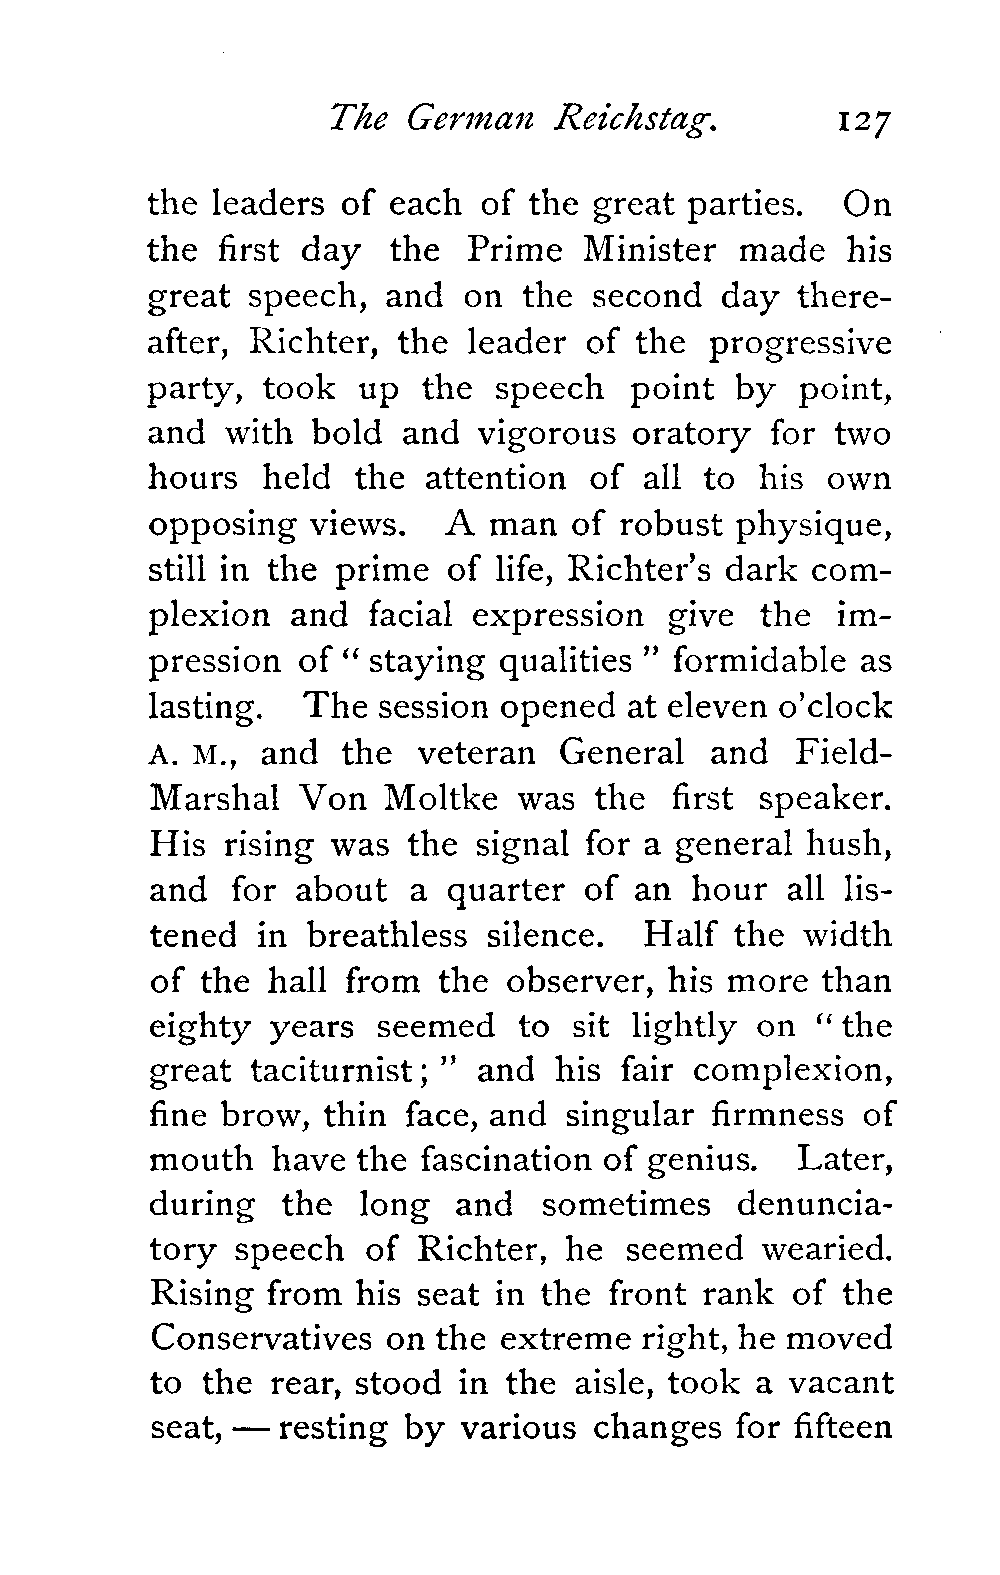 The German Reichstag. 127
the leaders of each of the great parties. On
the first day the Prime Minister made his
great speech, and on the second day there-
after, Richter, the leader of the progressive
party, took up the speech point by point,
and with bold and vigorous oratory for two
hours held the attention of all to his own
opposing views. A man of robust physique,
still in the prime of life, Richter's dark com-
plexion and facial expression give the im-
pression of “ staying qualities ” formidable as
lasting. The session opened at eleven o'clock
A. M., and the veteran General and Field-
Marshal Von Moltke was the first speaker.
His rising was the signal for a general hush,
and for about a quarter of an hour all lis-
tened in breathless silence. Half the width
of the hall from the observer, his more than
eighty years seemed to sit lightly on “ the
great taciturnist ; ” and his fair complexion,
fine brow, thin face, and singular firmness of
mouth have the fascination of genius. Later,
during the long and sometimes denuncia-
tory speech of Richter, he seemed wearied.
Rising from his seat in the front rank of the
Conservatives on the extreme right, he moved
to the rear, stood in the aisle, took a vacant
seat, — resting by various changes for fifteen